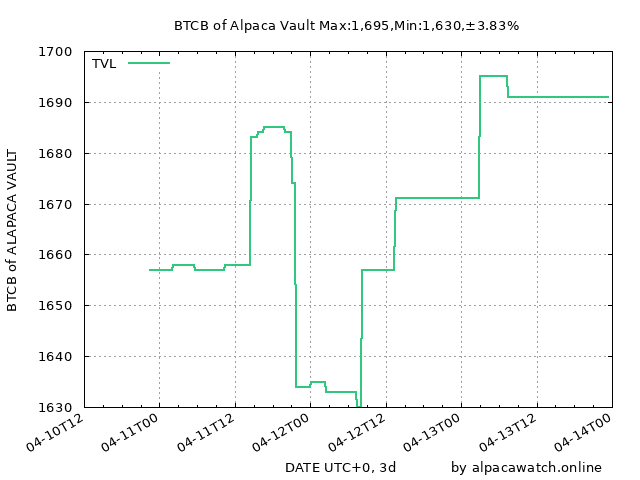 BTCB of Alpaca Vault Max:1,695,Min:1,630,±3.83%
TVL
BTCB of ALAPACA VAULT
1700
1690
1680
1670
1660
1650
1640
1630
04-10T12
04-11T00
04-11T12
04-12T00
04-12T12
04-13T00
04-13T12
04-14T00
DATE UTC+0, 3d
by alpacawatch.online